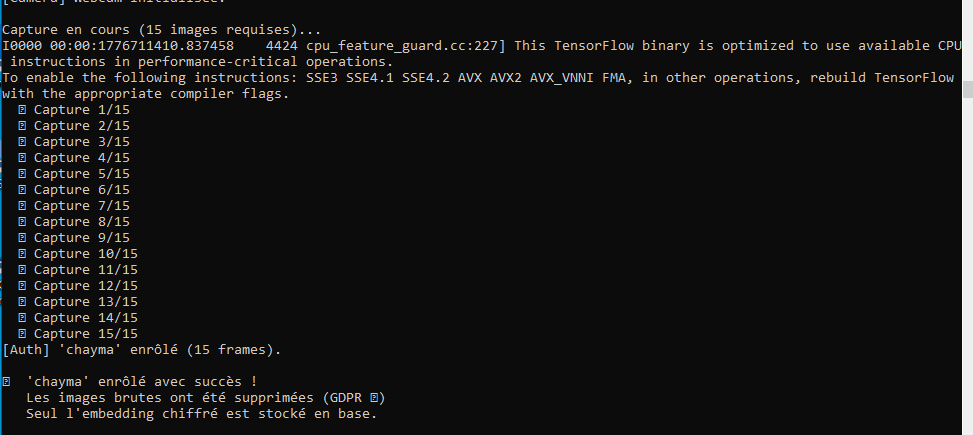 [Camera] Webcam initialisée.
Capture en cours (15 images requises)...
I0000 00:00:1776711410.837458    4424 cpu_feature_guard.cc:227] This TensorFlow binary is optimized to use available CPU
 instructions in performance-critical operations.
To enable the following instructions: SSE3 SSE4.1 SSE4.2 AVX AVX2 AVX_VNNI FMA, in other operations, rebuild TensorFlow
with the appropriate compiler flags.
Capture 1/15
Capture 2/15
Capture 3/15
Capture 4/15
Capture 5/15
Capture 6/15
Capture 7/15
Capture 8/15
Capture 9/15
Capture 10/15
Capture 11/15
Capture 12/15
Capture 13/15
Capture 14/15
Capture 15/15
[Auth] 'chayma' enrôlé (15 frames).
'chayma' enrôlé avec succès !
Les images brutes ont été supprimées (GDPR ⍰)
Seul l'embedding chiffré est stocké en base.